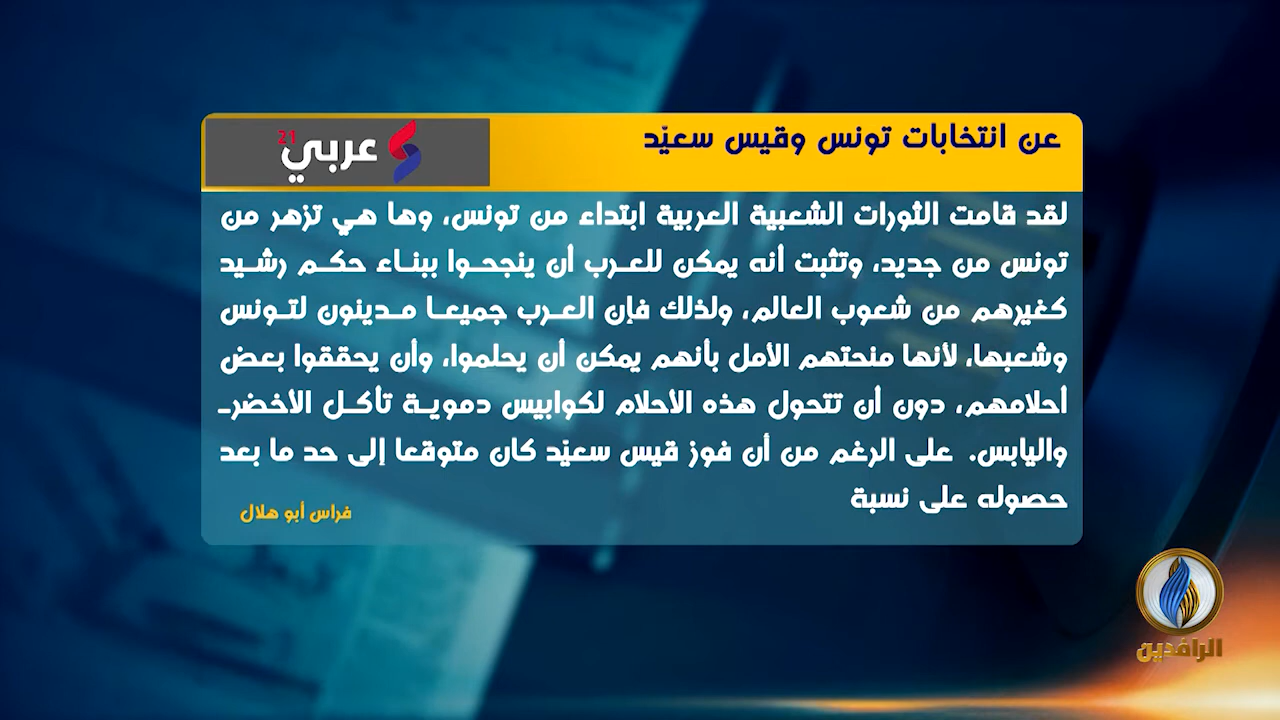 عن انتخابات تونس وقيس سعيّد
عربي21
لقد قامت الثورات الشعبية العربية ابتداء من تونس، وها هي تزهر من
تونس من جديد، وتثبت أنه يمكن للعرب أن ينجحوا ببناء حكم رشيد
كغيرهم من شعوب العالم، ولذلك فإن العرب جميعا مدينون لتونس
وشعبها، لأنها منحتهم الأمل بأنهم يمكن أن يحلموا، وأن يحققوا بعض
أحلامهم، دون أن تتحول هذه الأحلام لكوابيس دموية تأكل الأخضر
واليابس. على الرغم من أن فوز قيس سعيّد كان متوقعا إلى حد ما بعد
حصوله على نسبة
فراس أبو هلال
الرافدين